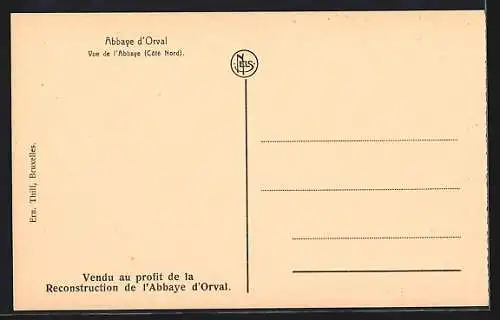 Abbaye d'Orval
Vue de l'Abbaye (Côté Nord).
NELS
Ern. Thill, Bruxelles.
Vendu au profit de la
Reconstruction de l'Abbaye d'Orval.